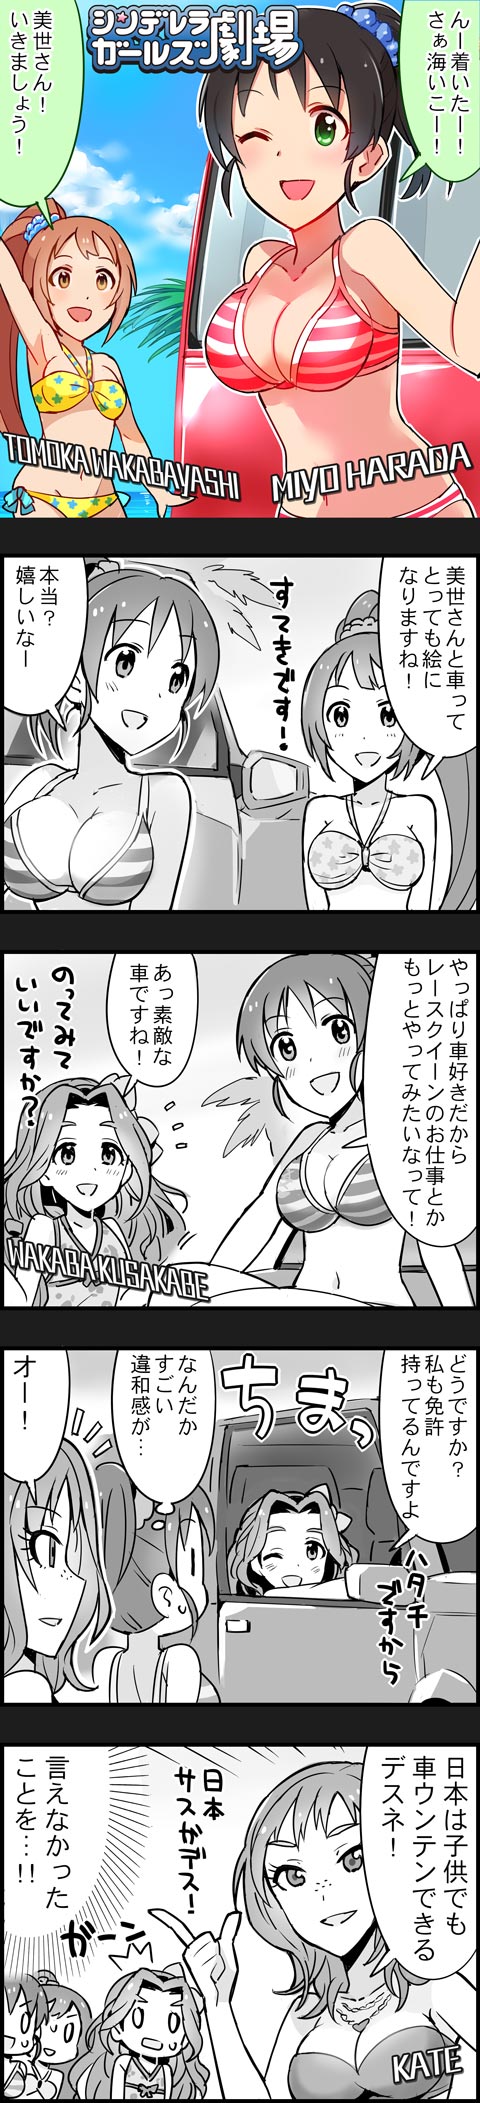 シンデレラ
ガールズ劇場
んー着いたー！
さぁ海いこー！
美世さん！
いきましょう！
TOMOKA WAKABAYASHI
MIYO HARADA
美世さんと車って
とっても絵に
なりますね！
すてきです！
本当？
嬉しいなー
やっぱり車好きだから
レースクイーンのお仕事とか
もっとやってみたいなって！
あっ素敵な
車ですね！
のってみて
いいですか？
WAKABA KUSAKABE
どうですか？
私も免許
持ってるんですよ
ハタチ
ですから
ちまっ
なんだか
すごい
違和感が…
オー！
日本は子供でも
車ウンテンできる
デスネ！
日本
サスがデス！
言えなかった
ことを…!!
ガーン
KATE